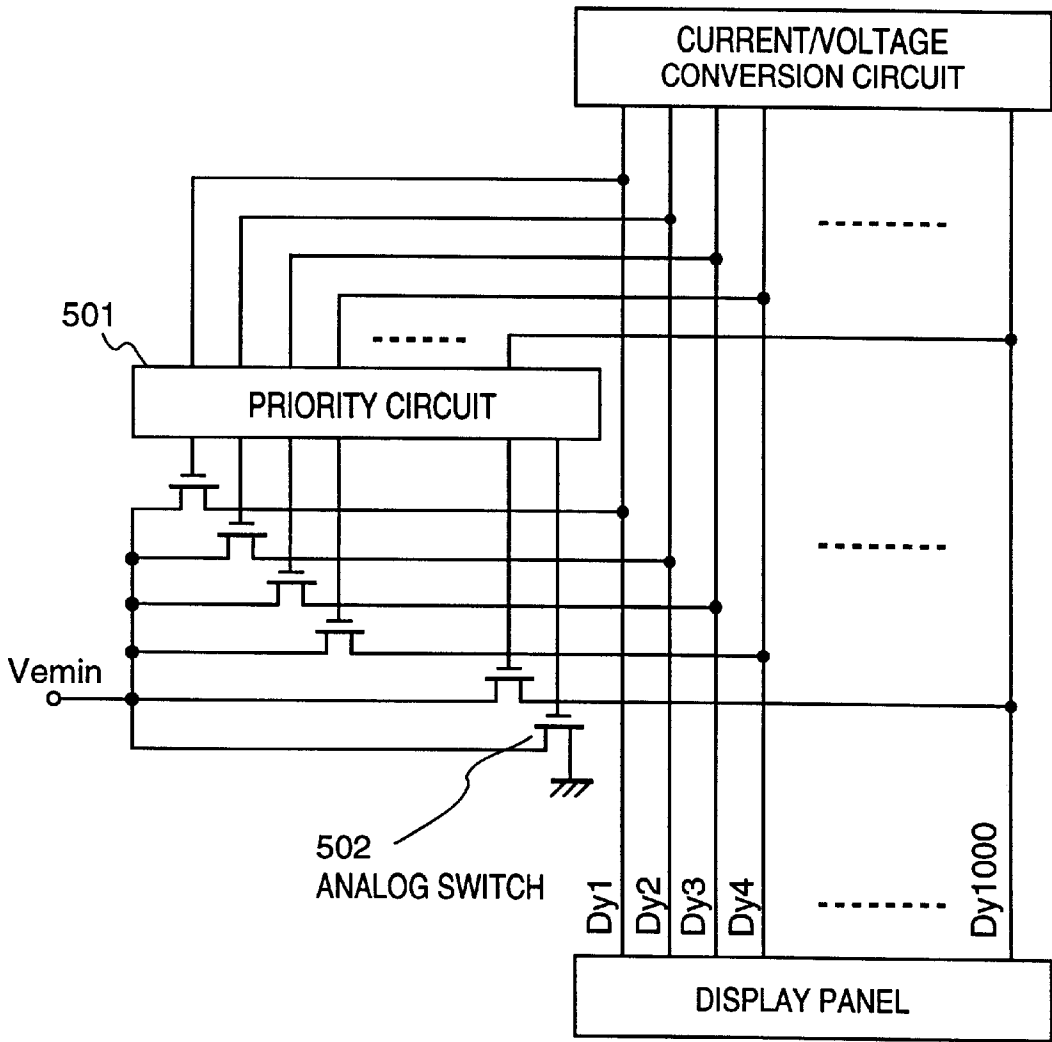 CURRENT/VOLTAGE
CONVERSION CIRCUIT
501
PRIORITY CIRCUIT
Vemin
502
ANALOG SWITCH
Dy1
Dy2
Dy3
Dy4
Dy1000
DISPLAY PANEL